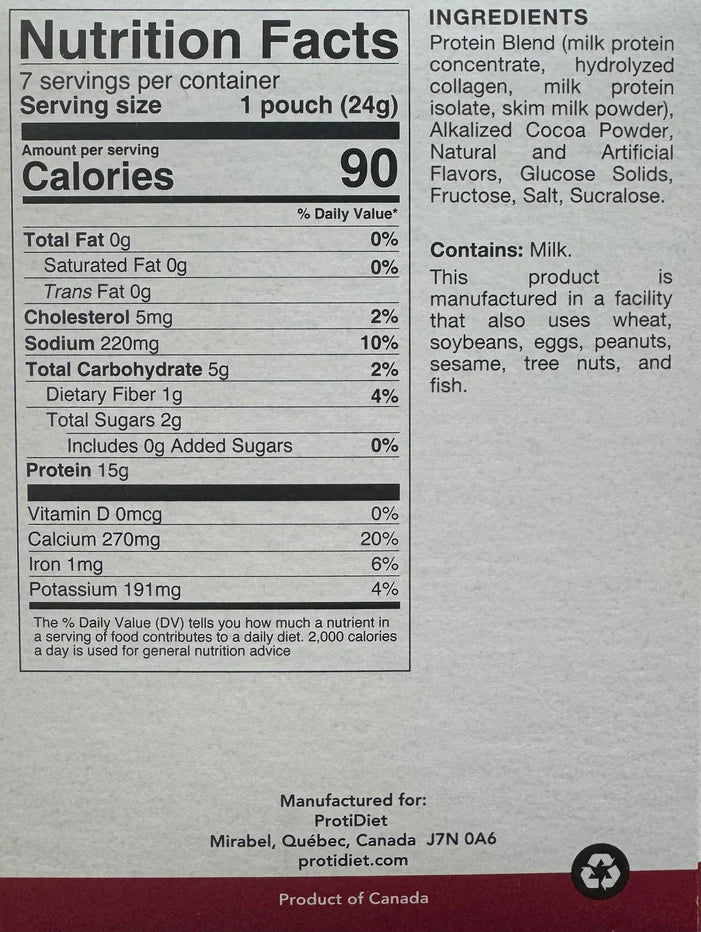 Nutrition Facts
7 servings per container
Serving size 1 pouch (24g)
Amount per serving
Calories 90
% Daily Value*
Total Fat 0g 0%
Saturated Fat 0g 0%
Trans Fat 0g
Cholesterol 5mg 2%
Sodium 220mg 10%
Total Carbohydrate 5g 2%
Dietary Fiber 1g 4%
Total Sugars 2g
Includes 0g Added Sugars 0%
Protein 15g
Vitamin D 0mcg 0%
Calcium 270mg 20%
Iron 1mg 6%
Potassium 191mg 4%
The % Daily Value (DV) tells you how much a nutrient in
a serving of food contributes to a daily diet. 2,000 calories
a day is used for general nutrition advice
INGREDIENTS
Protein Blend (milk protein
concentrate, hydrolyzed
collagen, milk protein
isolate, skim milk powder),
Alkalized Cocoa Powder,
Natural and Artificial
Flavors, Glucose Solids,
Fructose, Salt, Sucralose.
Contains: Milk.
This product is
manufactured in a facility
that also uses wheat,
soybeans, eggs, peanuts,
sesame, tree nuts, and
fish.
Manufactured for:
ProtiDiet
Mirabel, Québec, Canada J7N 0A6
protidiet.com
Product of Canada